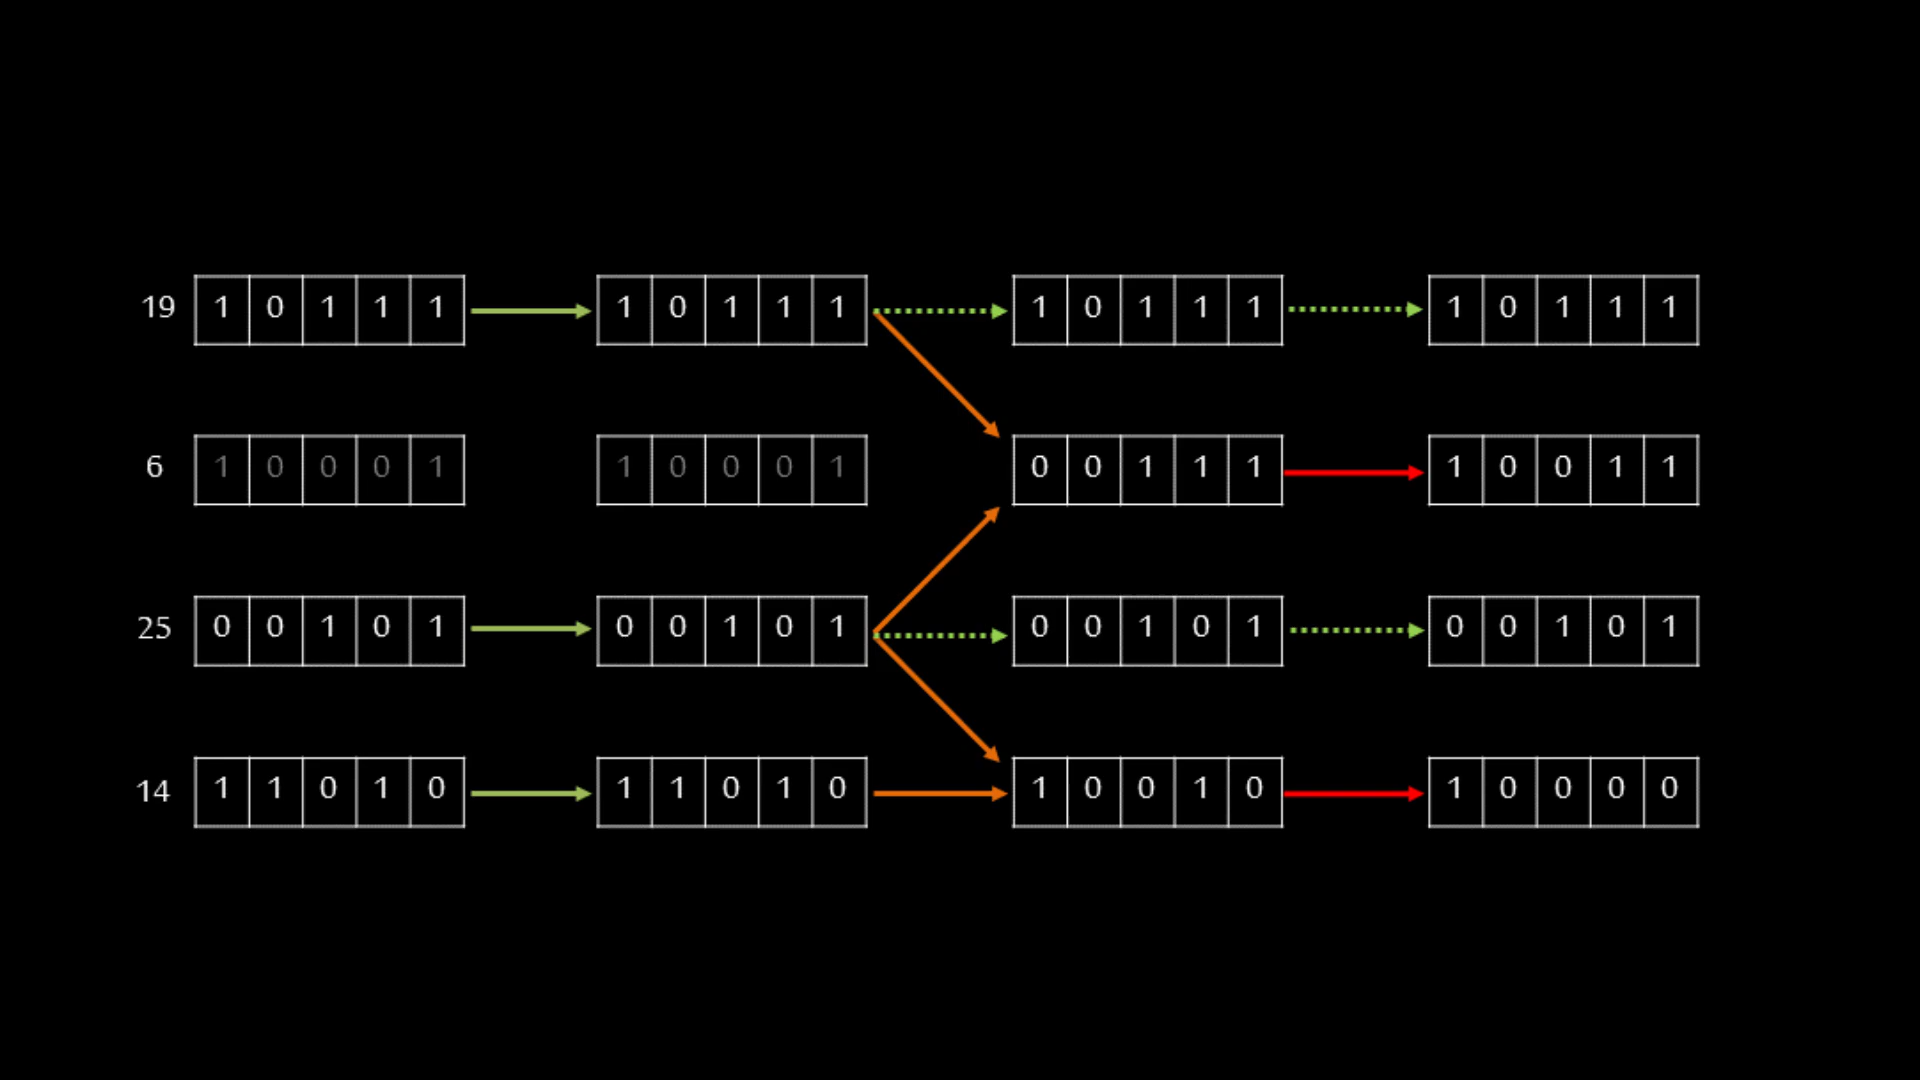 19 1 0 1 1 1 1 0 1 1 1 1 0 1 1 1 1 0 1 1 1
6 1 0 0 0 1 1 0 0 0 1 0 0 1 1 1 1 0 0 1 1
25 0 0 1 0 1 0 0 1 0 1 0 0 1 0 1 0 0 1 0 1
14 1 1 0 1 0 1 1 0 1 0 1 0 0 1 0 1 0 0 0 0